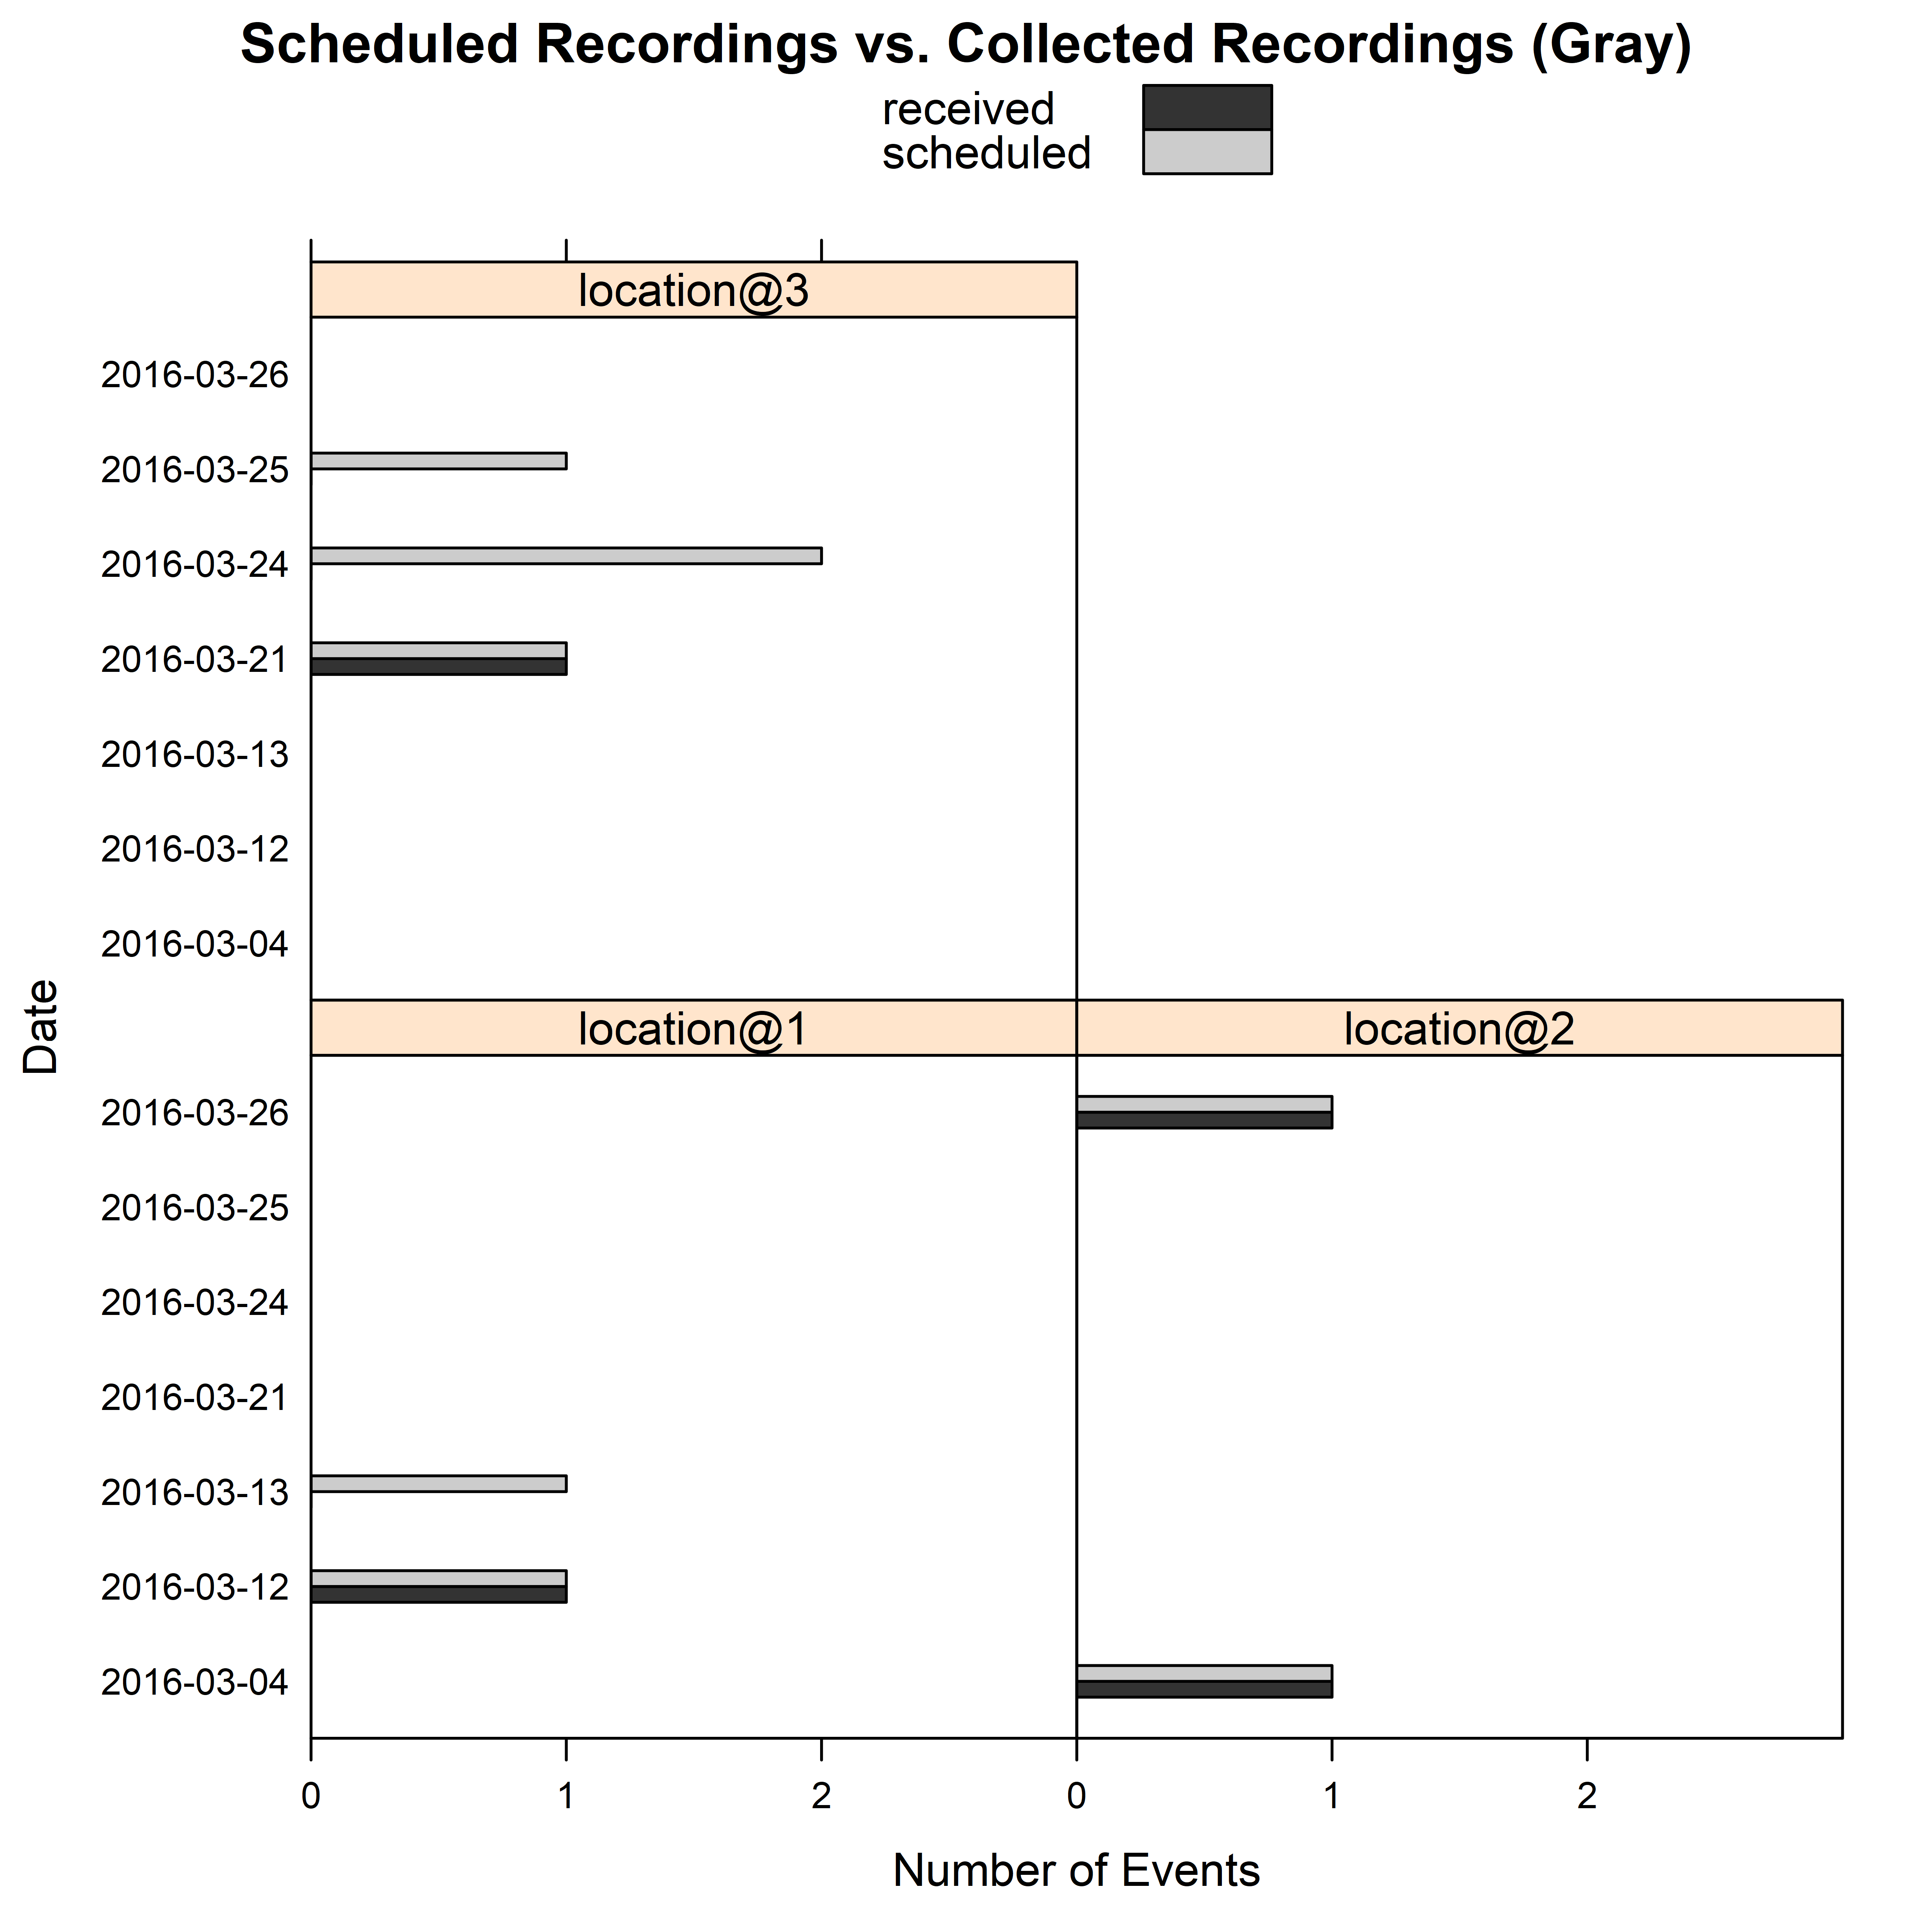 Scheduled Recordings vs. Collected Recordings (Gray)
received
scheduled
location@3
2016-03-26
2016-03-25
2016-03-24
2016-03-21
2016-03-13
2016-03-12
2016-03-04
Date
location@1
location@2
2016-03-26
2016-03-25
2016-03-24
2016-03-21
2016-03-13
2016-03-12
2016-03-04
0 1 2 0 1 2
Number of Events